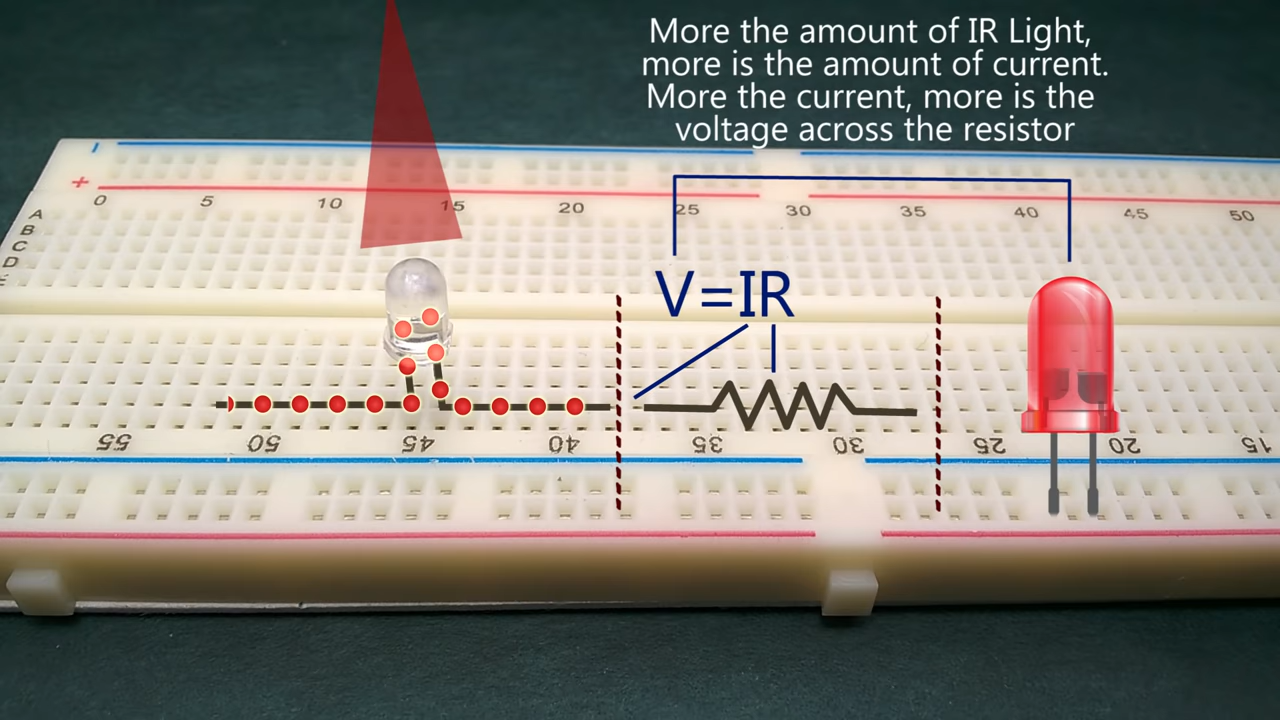 More the amount of IR Light,
more is the amount of current.
More the current, more is the
voltage across the resistor
+
0 5 10 15 20 25 30 35 40 45 50
A
B
C
D
E
V=IR
55 50 45 40 35 30 25 20 15